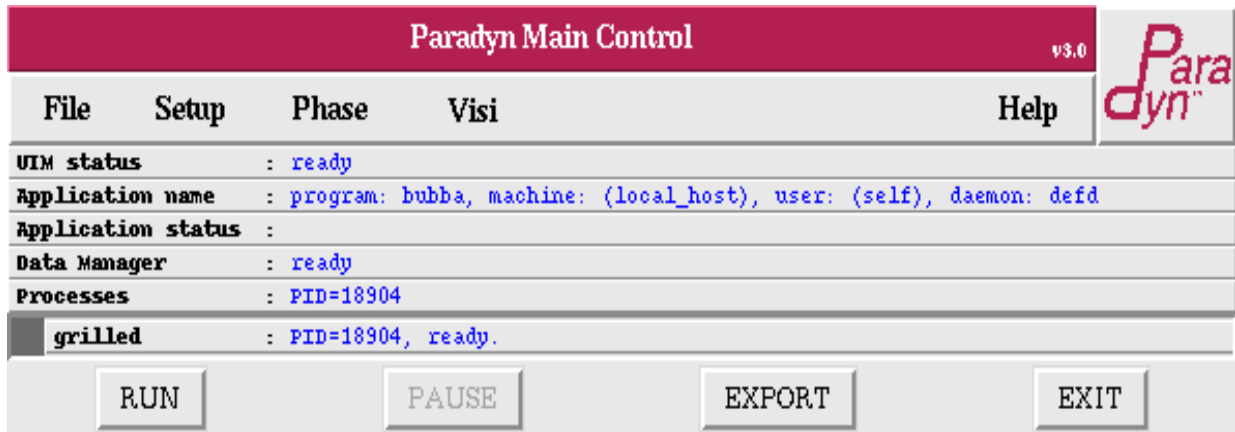 Paradyn Main Control v3.0
Para
dyn™
File Setup Phase Visi Help
UIM status : ready
Application name : program: bubba, machine: (local_host), user: (self), daemon: defd
Application status :
Data Manager : ready
Processes : PID=18904
grilled : PID=18904, ready.
RUN PAUSE EXPORT EXIT